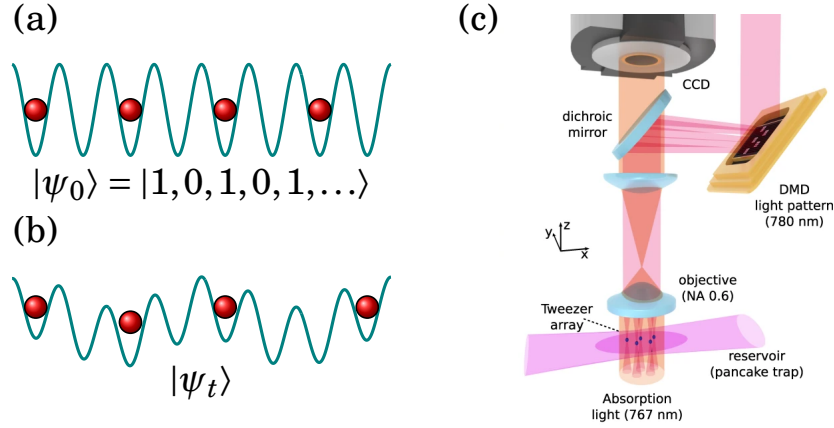 (a)
|ψ₀⟩ = |1, 0, 1, 0, 1, …⟩
(b)
|ψₜ⟩
(c)
CCD
dichroic
mirror
DMD
light pattern
(780 nm)
z
y
x
objective
(NA 0.6)
Tweezer
array
reservoir
(pancake trap)
Absorption
light (767 nm)